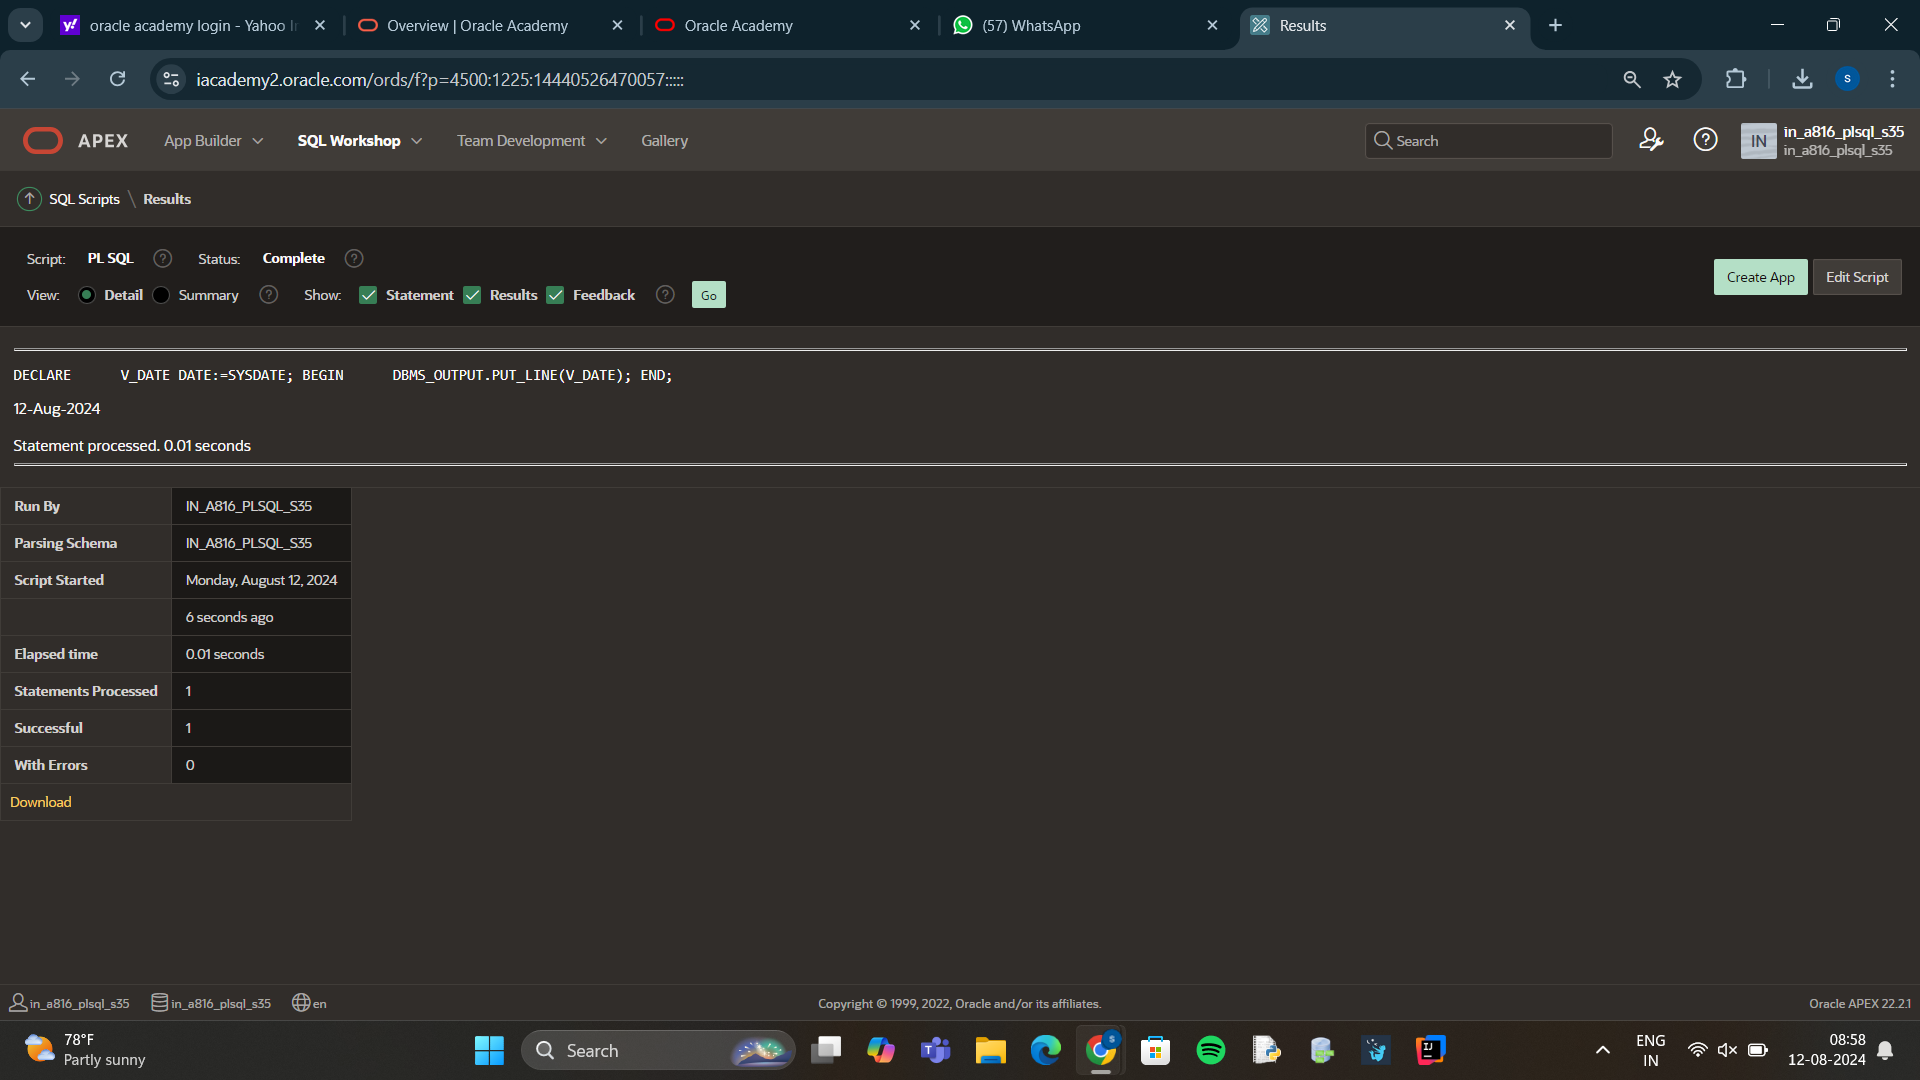 oracle academy login - Yahoo
Overview | Oracle Academy
Oracle Academy
(57) WhatsApp
Results
iacademy2.oracle.com/ords/f?p=4500:1225:14440526470057:::::
S
APEX
App Builder
SQL Workshop
Team Development
Gallery
Search
IN
in_a816_plsql_s35
in_a816_plsql_s35
SQL Scripts \ Results
Script: PL SQL Status: Complete
View: Detail Summary Show: Statement Results Feedback Go
Create App
Edit Script
DECLARE V_DATE DATE:=SYSDATE; BEGIN DBMS_OUTPUT.PUT_LINE(V_DATE); END;
12-Aug-2024
Statement processed. 0.01 seconds
Run By IN_A816_PLSQL_S35
Parsing Schema IN_A816_PLSQL_S35
Script Started Monday, August 12, 2024
6 seconds ago
Elapsed time 0.01 seconds
Statements Processed 1
Successful 1
With Errors 0
Download
in_a816_plsql_s35 in_a816_plsql_s35 en
Copyright © 1999, 2022, Oracle and/or its affiliates.
Oracle APEX 22.2.1
78°F
Partly sunny
Search
ENG
IN
08:58
12-08-2024